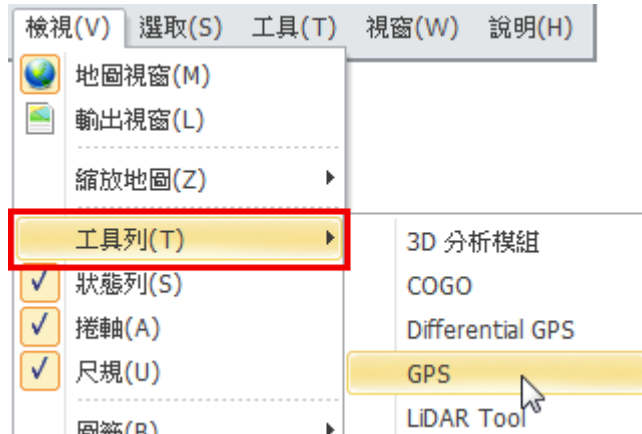 檢視(V) 選取(S) 工具(T) 視窗(W) 說明(H)
地圖視窗(M)
輸出視窗(L)
縮放地圖(Z)
工具列(T)
狀態列(S)
捲軸(A)
尺規(U)
圖籤(B)
3D 分析模組
COGO
Differential GPS
GPS
LiDAR Tool